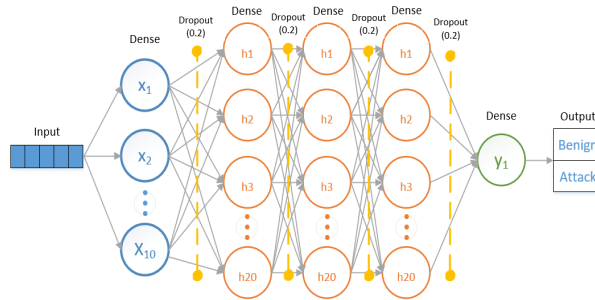 Input
Dense
x1
x2
X10
Dropout
(0.2)
Dense
h1
h2
h3
h20
Dropout
(0.2)
Dense
h1
h2
h3
h20
Dropout
(0.2)
Dense
h1
h2
h3
h20
Dropout
(0.2)
Dense
y1
Output
Benign
Attack